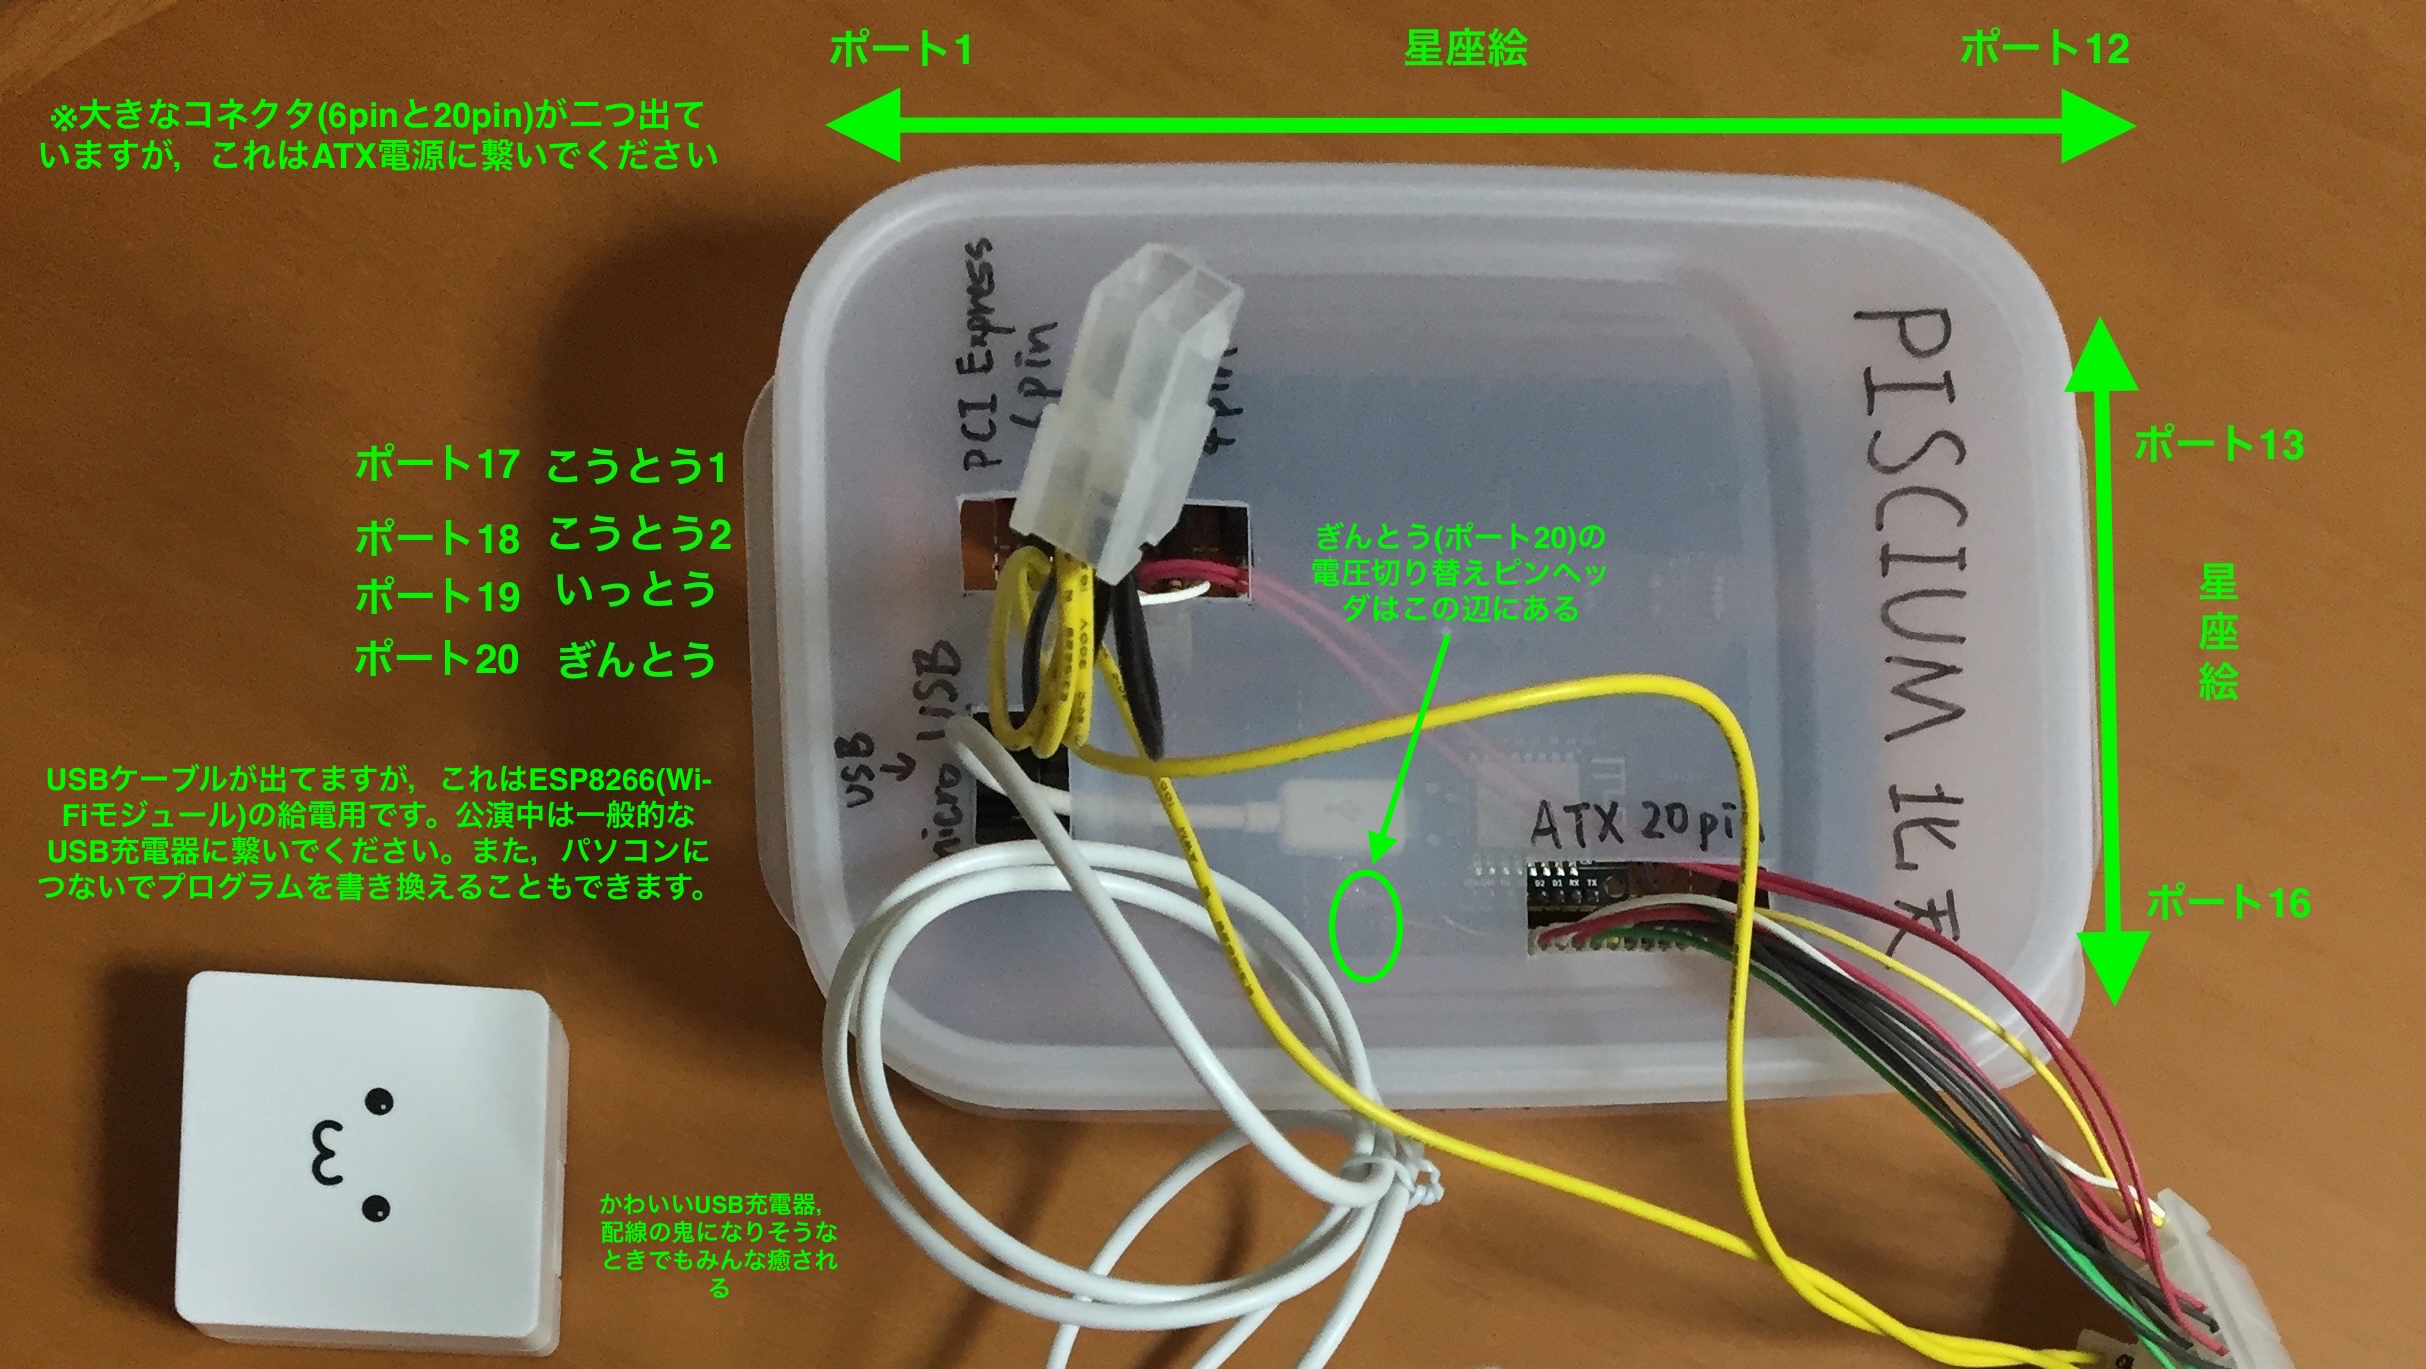 ポート1
星座絵
ポート12
※大きなコネクタ(6pinと20pin)が二つ出て
いますが，これはATX電源に繋いでください
PCI Express
6pin
4pin
PISCIUM 北天
ポート13
星座絵
ポート16
ポート17 こうとう1
ポート18 こうとう2
ポート19 いっとう
ポート20 ぎんとう
ぎんとう(ポート20)の
電圧切り替えピンヘッ
ダはこの辺にある
USB
↓
micro USB
ATX 20pin
D2 D1 RX TX
USBケーブルが出てますが，これはESP8266(Wi-
Fiモジュール)の給電用です。公演中は一般的な
USB充電器に繋いでください。また，パソコンに
つないでプログラムを書き換えることもできます。
かわいいUSB充電器，
配線の鬼になりそうな
ときでもみんな癒され
る